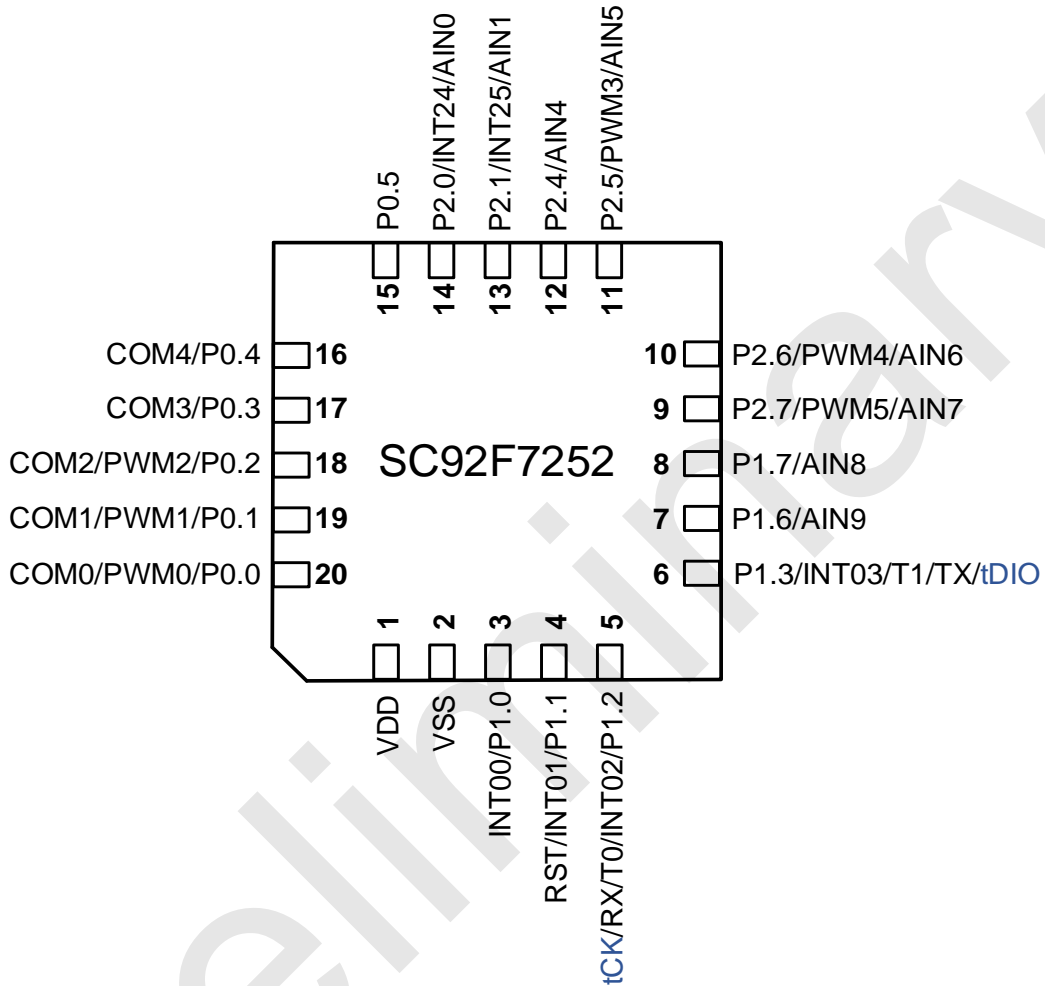 P0.5
P2.0/INT24/AIN0
P2.1/INT25/AIN1
P2.4/AIN4
P2.5/PWM3/AIN5
15
14
13
12
11
COM4/P0.4 16
10 P2.6/PWM4/AIN6
COM3/P0.3 17
9 P2.7/PWM5/AIN7
COM2/PWM2/P0.2 18
SC92F7252
8 P1.7/AIN8
COM1/PWM1/P0.1 19
7 P1.6/AIN9
COM0/PWM0/P0.0 20
6 P1.3/INT03/T1/TX/tDIO
1
2
3
4
5
VDD
VSS
INT00/P1.0
RST/INT01/P1.1
tCK/RX/T0/INT02/P1.2
eliminary